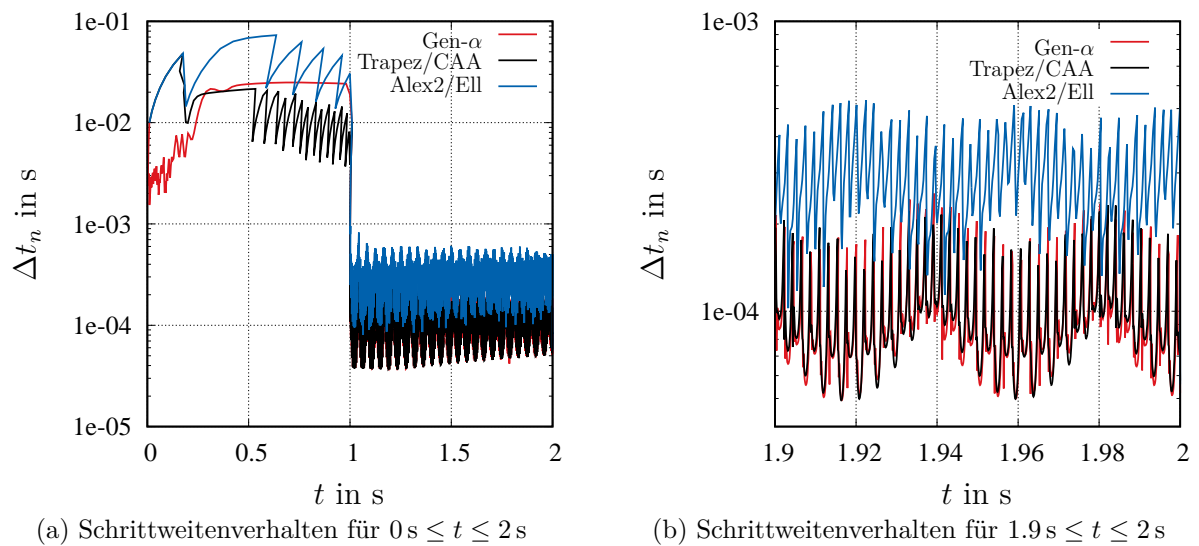 1e-01
1e-02
1e-03
1e-04
1e-05
Δtₙ in s
Gen-α
Trapez/CAA
Alex2/Ell
0 0.5 1 1.5 2
t in s
(a) Schrittweitenverhalten für 0 s ≤ t ≤ 2 s
1e-03
1e-04
Δtₙ in s
Gen-α
Trapez/CAA
Alex2/Ell
1.9 1.92 1.94 1.96 1.98 2
t in s
(b) Schrittweitenverhalten für 1.9 s ≤ t ≤ 2 s